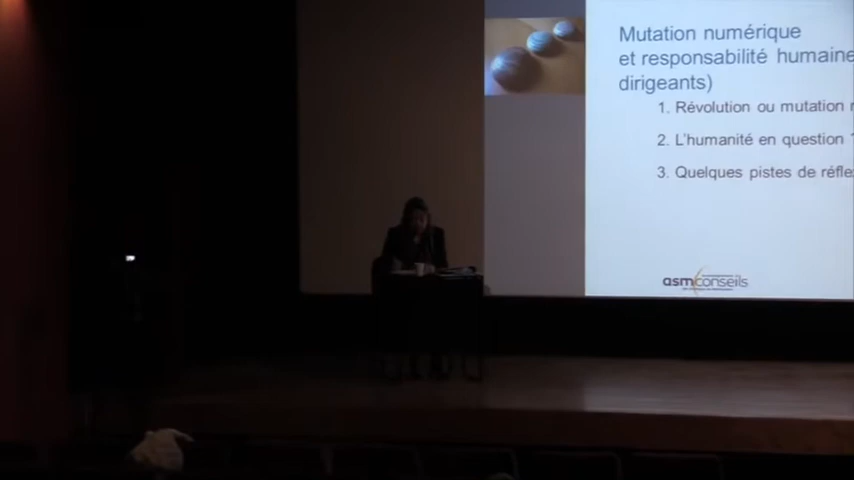 Mutation numérique
et responsabilité humaine
dirigeants)
1. Révolution ou mutation
2. L'humanité en question ?
3. Quelques pistes de
asmconseils